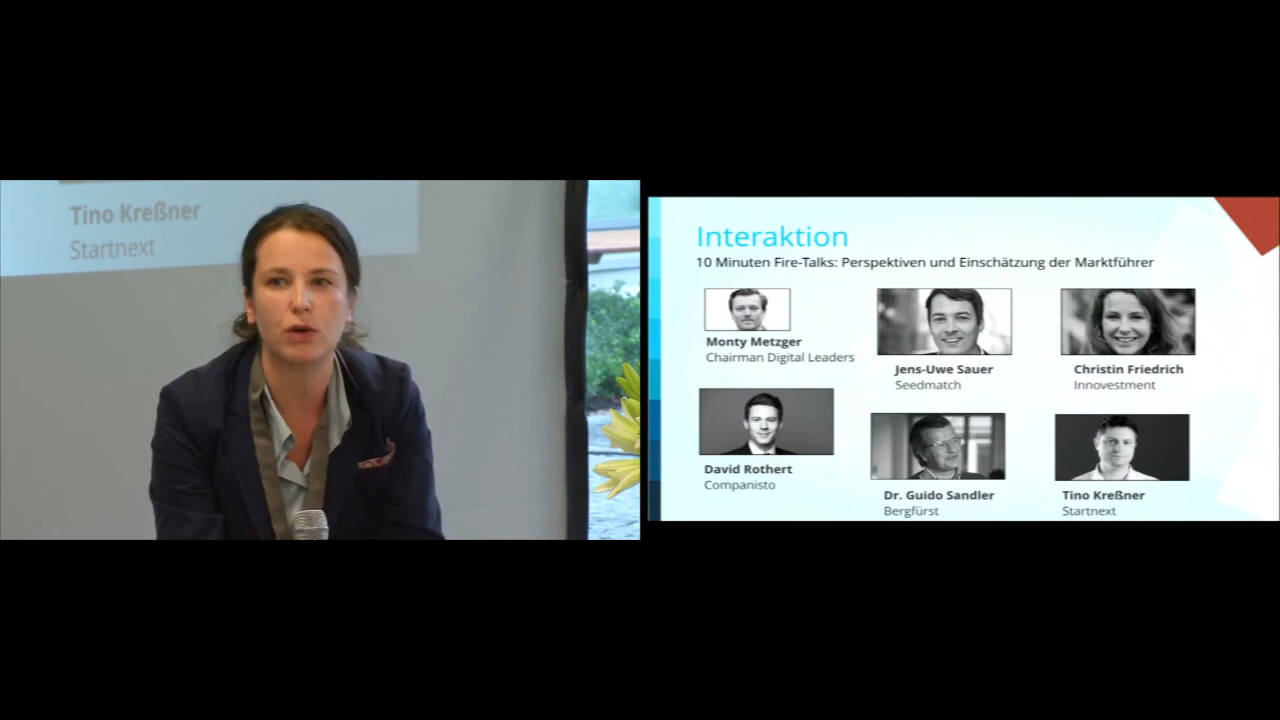 Tino Kreßner
Startnext
Interaktion
10 Minuten Fire-Talks: Perspektiven und Einschätzung der Marktführer
Monty Metzger
Chairman Digital Leaders
Jens-Uwe Sauer
Seedmatch
Christin Friedrich
Innovestment
David Rothert
Companisto
Dr. Guido Sandler
Bergfürst
Tino Kreßner
Startnext